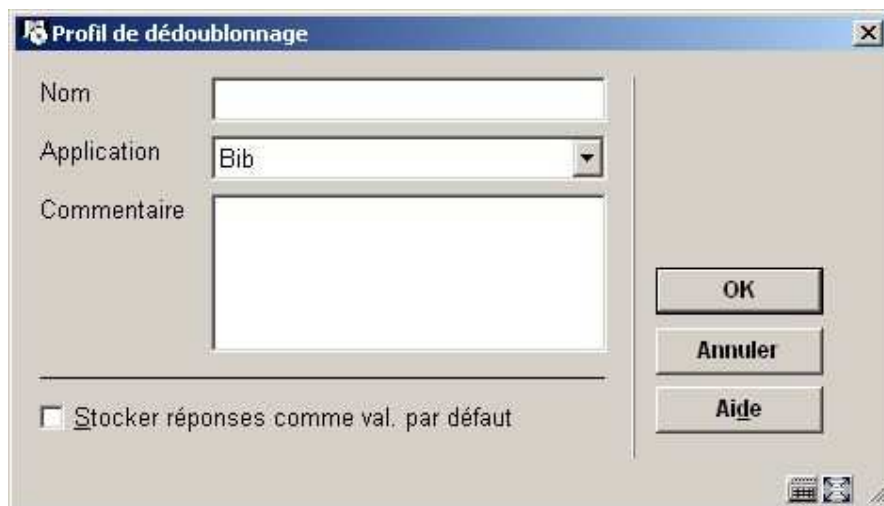 Profil de dédoublonnage
Nom
Application
Bib
Commentaire
OK
Annuler
Aide
Stocker réponses comme val. par défaut